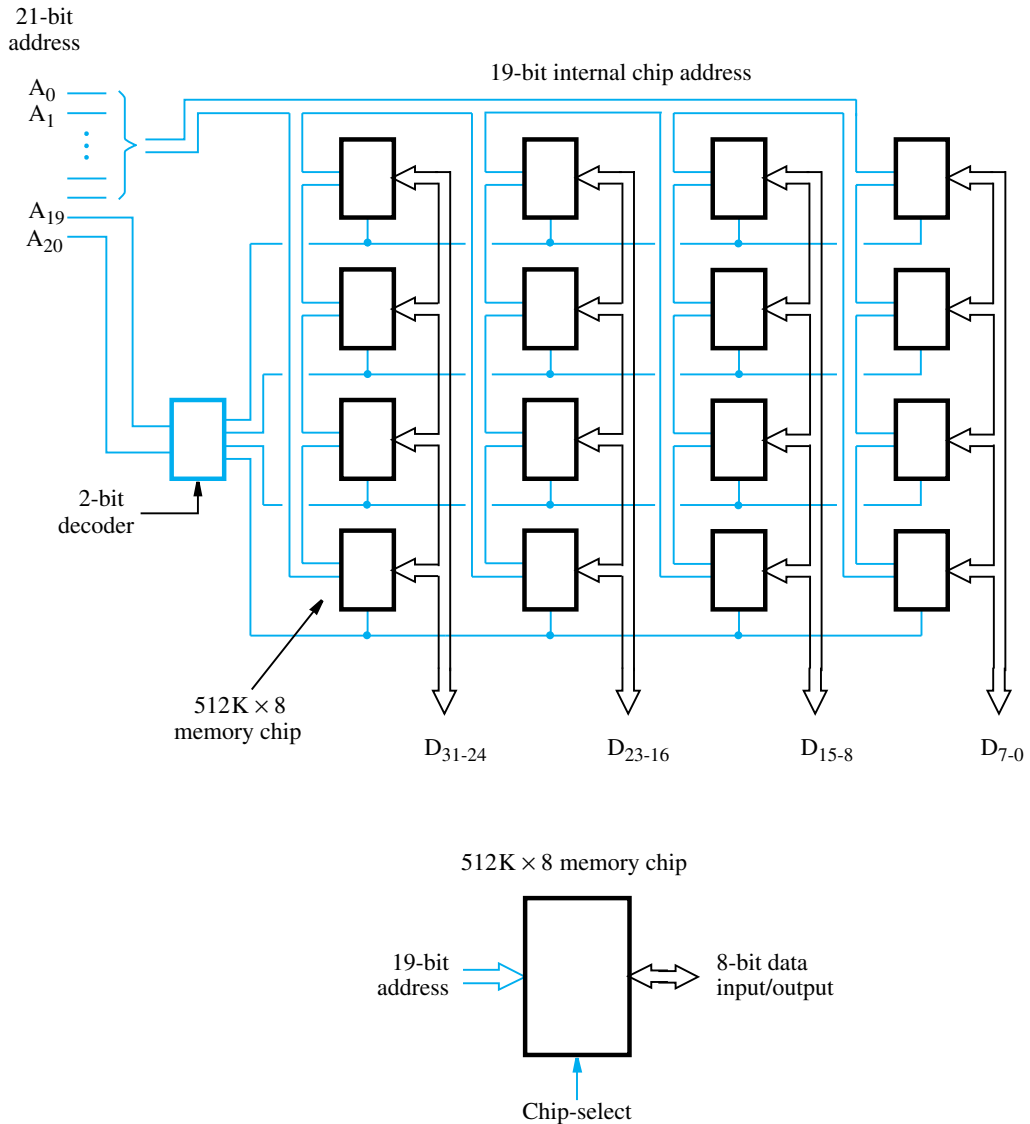 21-bit
address
19-bit internal chip address
A0
A1
A19
A20
2-bit
decoder
512K × 8
memory chip
D31-24
D23-16
D15-8
D7-0
512K × 8 memory chip
19-bit
address
8-bit data
input/output
Chip-select